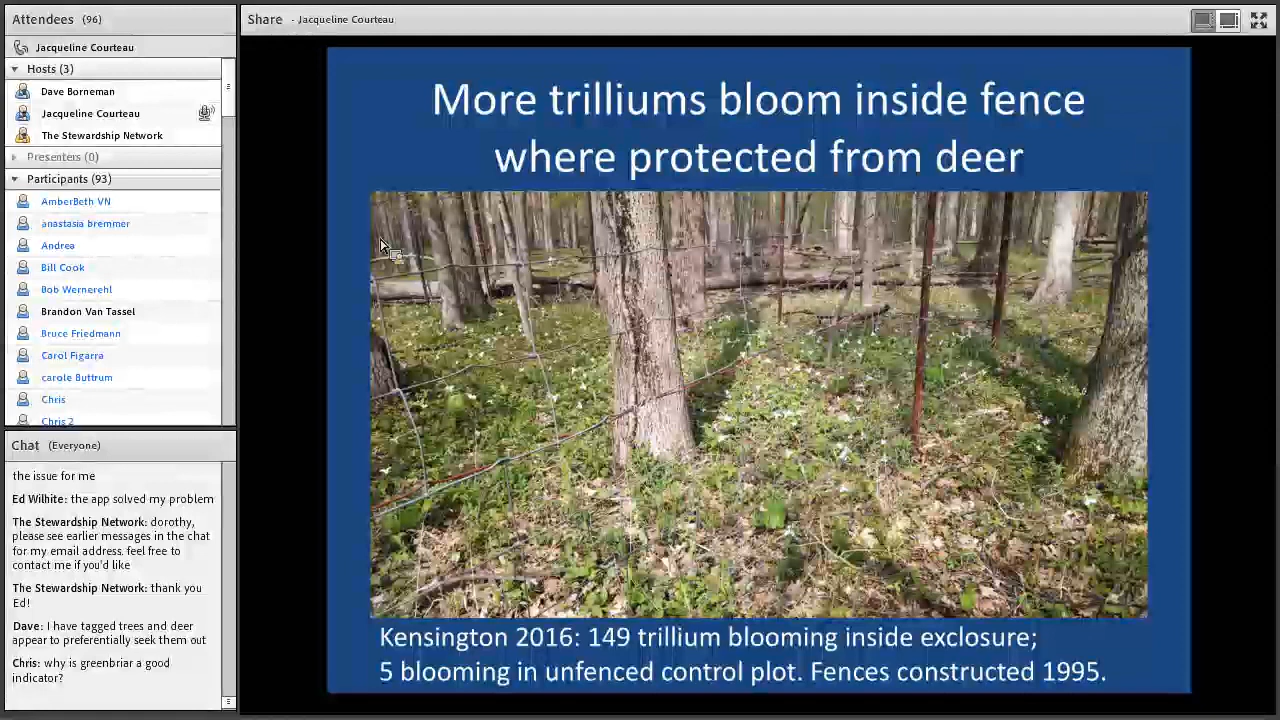 Attendees (96)
Jacqueline Courteau
Hosts (3)
Dave Borneman
Jacqueline Courteau
The Stewardship Network
Presenters (0)
Participants (93)
AmberBeth VN
anastasia bremmer
Andrea
Bill Cook
Bob Wernerehl
Brandon Van Tassel
Bruce Friedmann
Carol Figarra
carole Buttrum
Chris
Chris 2
Chat (Everyone)
the issue for me
Ed Wilhite: the app solved my problem
The Stewardship Network: dorothy,
please see earlier messages in the chat
for my email address. feel free to
contact me if you'd like
The Stewardship Network: thank you
Ed!
Dave: I have tagged trees and deer
appear to preferentially seek them out
Chris: why is greenbriar a good
indicator?
Share - Jacqueline Courteau
More trilliums bloom inside fence
where protected from deer
Kensington 2016: 149 trillium blooming inside exclosure;
5 blooming in unfenced control plot. Fences constructed 1995.